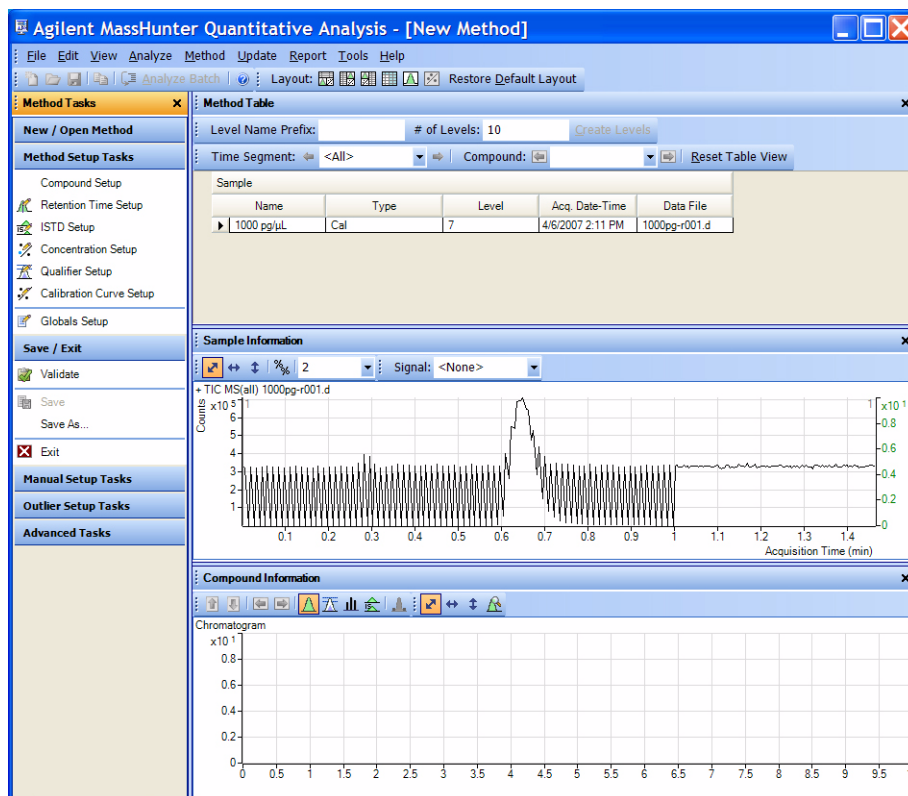 Agilent MassHunter Quantitative Analysis - [New Method]
File Edit View Analyze Method Update Report Tools Help
Analyze Batch Layout: Restore Default Layout
Method Tasks
New / Open Method
Method Setup Tasks
Compound Setup
Retention Time Setup
ISTD Setup
Concentration Setup
Qualifier Setup
Calibration Curve Setup
Globals Setup
Save / Exit
Validate
Save
Save As...
Exit
Manual Setup Tasks
Outlier Setup Tasks
Advanced Tasks
Method Table
Level Name Prefix: # of Levels: 10 Create Levels
Time Segment: <All> Compound: Reset Table View
Sample
Name Type Level Acq. Date-Time Data File
1000 pg/µL Cal 7 4/6/2007 2:11 PM 1000pg-r001.d
Sample Information
2 Signal: <None>
+ TIC MS(all) 1000pg-r001.d
Counts
x10 5 1 1 x10 1
6
5
4
3
2
1
0.8
0.6
0.4
0.2
0
0.1 0.2 0.3 0.4 0.5 0.6 0.7 0.8 0.9 1 1.1 1.2 1.3 1.4
Acquisition Time (min)
Compound Information
Chromatogram
x10 1
0.8
0.6
0.4
0.2
0
0 0.5 1 1.5 2 2.5 3 3.5 4 4.5 5 5.5 6 6.5 7 7.5 8 8.5 9 9.5